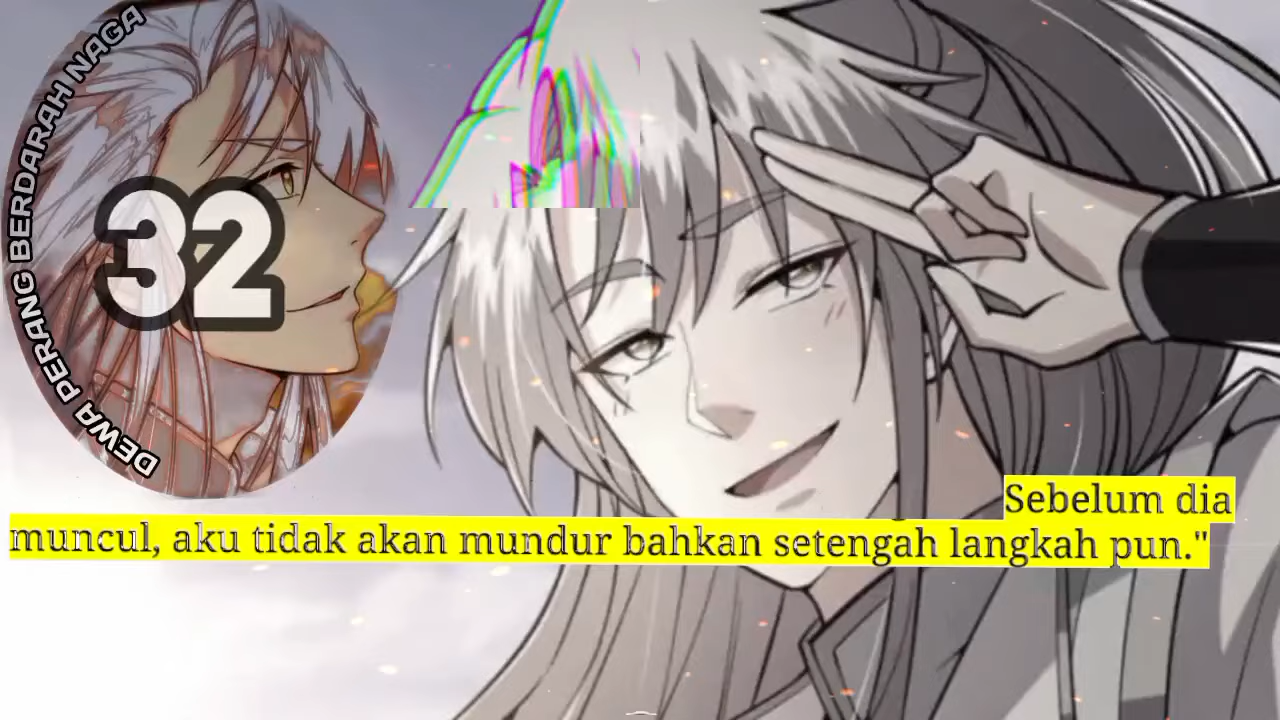 DEWA PERANG BERDARAH NAGA
32
Sebelum dia
muncul, aku tidak akan mundur bahkan setengah langkah pun."